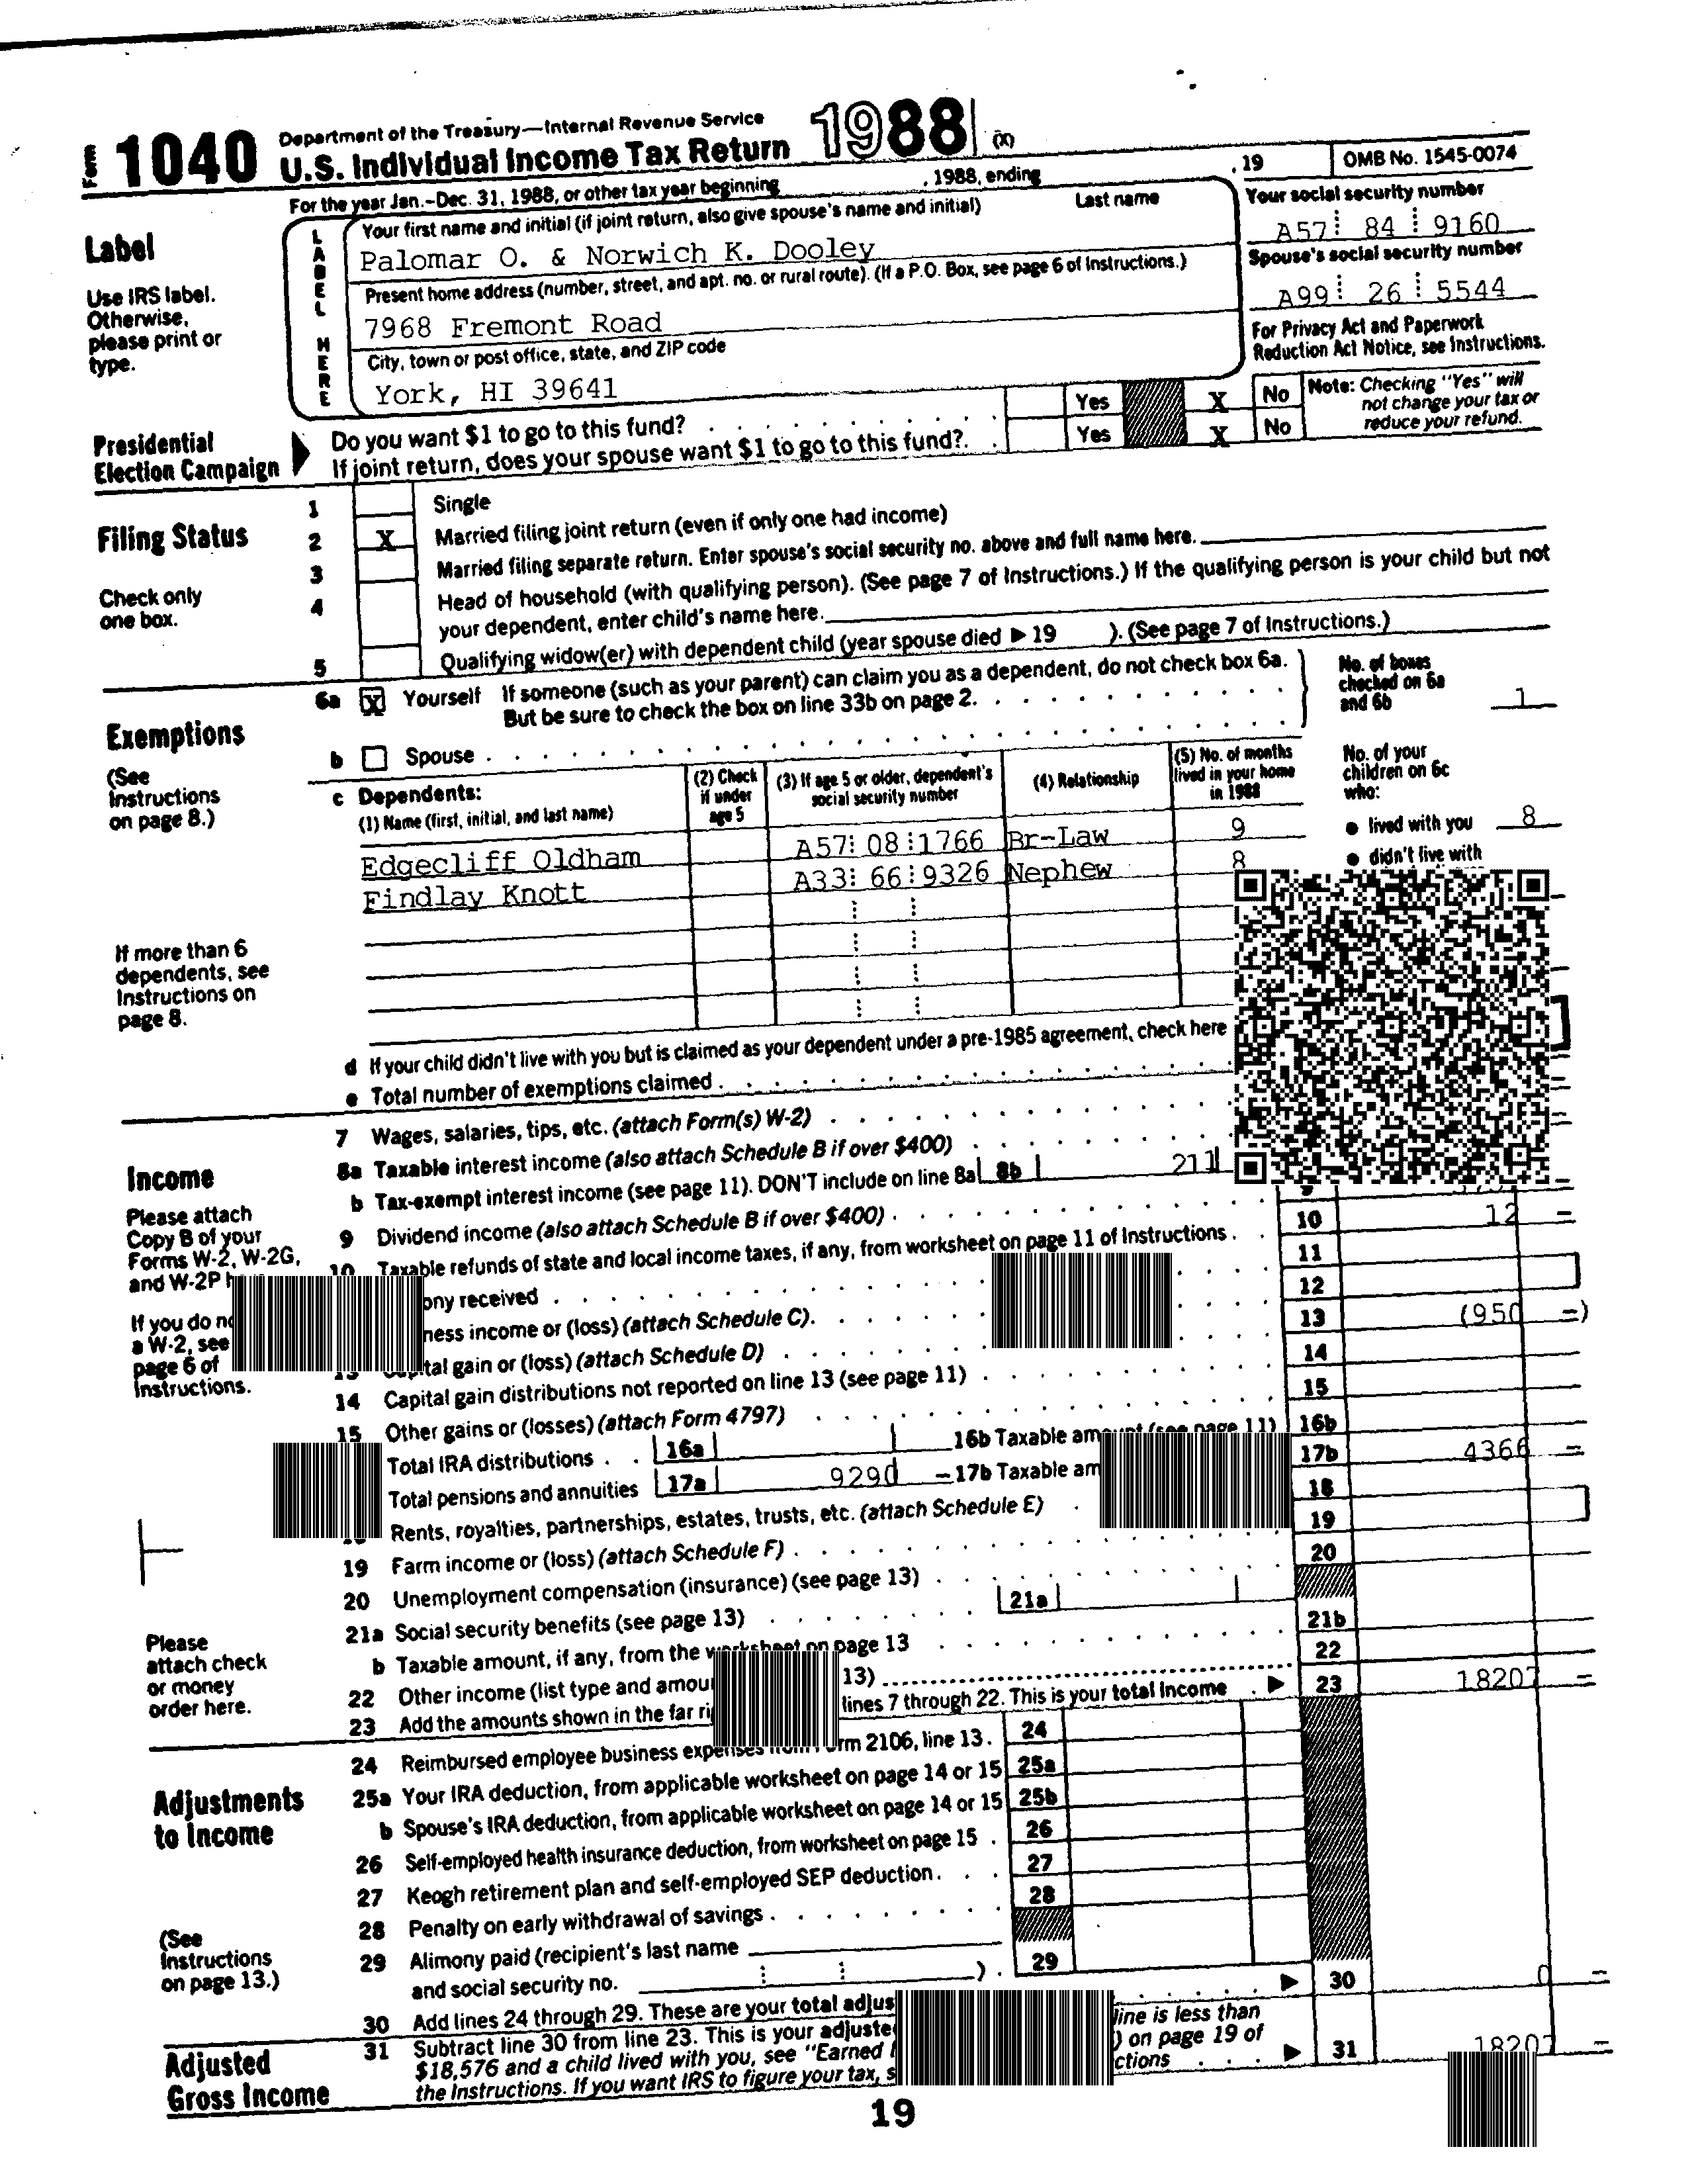 Form 1040 Department of the Treasury—Internal Revenue Service
U.S. Individual Income Tax Return 1988 (X)
For the year Jan.–Dec. 31, 1988, or other tax year beginning , 1988, ending , 19 OMB No. 1545-0074
Label
Use IRS label. Otherwise, please print or type.
LABEL HERE
Your first name and initial (if joint return, also give spouse's name and initial) Last name
Palomar O. & Norwich K. Dooley
Your social security number
A57 84 9160
Present home address (number, street, and apt. no. or rural route). (If a P.O. Box, see page 6 of Instructions.)
7968 Fremont Road
Spouse's social security number
A99 26 5544
City, town or post office, state, and ZIP code
York, HI 39641
For Privacy Act and Paperwork Reduction Act Notice, see Instructions.
Presidential Election Campaign
Do you want $1 to go to this fund? . . . . . . . . Yes X No
If joint return, does your spouse want $1 to go to this fund? . . Yes X No
Note: Checking "Yes" will not change your tax or reduce your refund.
Filing Status
Check only one box.
1 Single
2 X Married filing joint return (even if only one had income)
3 Married filing separate return. Enter spouse's social security no. above and full name here.
4 Head of household (with qualifying person). (See page 7 of Instructions.) If the qualifying person is your child but not
your dependent, enter child's name here.
5 Qualifying widow(er) with dependent child (year spouse died ▶ 19 ). (See page 7 of Instructions.)
Exemptions
(See Instructions on page 8.)
6a X Yourself If someone (such as your parent) can claim you as a dependent, do not check box 6a.
But be sure to check the box on line 33b on page 2.
No. of boxes checked on 6a and 6b 1
b Spouse
c Dependents:
(1) Name (first, initial, and last name)
(2) Check if under age 5
(3) If age 5 or older, dependent's social security number
(4) Relationship
(5) No. of months lived in your home in 1988
No. of your children on 6c who:
● lived with you 8
● didn't live with
Edgecliff Oldham A57 08 1766 Br-Law 9
Findlay Knott A33 66 9326 Nephew 8
If more than 6 dependents, see Instructions on page 8.
d If your child didn't live with you but is claimed as your dependent under a pre-1985 agreement, check here
e Total number of exemptions claimed
Income
Please attach Copy B of your Forms W-2, W-2G, and W-2P
If you do
a W-2, see page 6 of Instructions.
7 Wages, salaries, tips, etc. (attach Form(s) W-2)
8a Taxable interest income (also attach Schedule B if over $400)
b Tax-exempt interest income (see page 11). DON'T include on line 8a 8b 211
9 Dividend income (also attach Schedule B if over $400)
10 Taxable refunds of state and local income taxes, if any, from worksheet on page 11 of Instructions 10 12 =
ony received 11
ness income or (loss) (attach Schedule C). 12
tal gain or (loss) (attach Schedule D) 13 (950 =)
14 Capital gain distributions not reported on line 13 (see page 11) 14
15 Other gains or (losses) (attach Form 4797) 15
Total IRA distributions 16a 16b Taxable amount (see page 11) 16b
Total pensions and annuities 17a 9290 — 17b Taxable am 17b 4366 =
Rents, royalties, partnerships, estates, trusts, etc. (attach Schedule E) 18
19 Farm income or (loss) (attach Schedule F) 19
20 Unemployment compensation (insurance) (see page 13) 20
21a Social security benefits (see page 13) 21a
b Taxable amount, if any, from the worksheet on page 13 21b
22 Other income (list type and amou 13) 22
23 Add the amounts shown in the far ri lines 7 through 22. This is your total income ▶ 23 18207 =
Please attach check or money order here.
Adjustments to Income
(See Instructions on page 13.)
24 Reimbursed employee business expenses from Form 2106, line 13. 24
25a Your IRA deduction, from applicable worksheet on page 14 or 15 25a
b Spouse's IRA deduction, from applicable worksheet on page 14 or 15 25b
26 Self-employed health insurance deduction, from worksheet on page 15 26
27 Keogh retirement plan and self-employed SEP deduction 27
28 Penalty on early withdrawal of savings 28
29 Alimony paid (recipient's last name
and social security no. ) . 29
30 Add lines 24 through 29. These are your total adjus ▶ 30 0 =
Adjusted Gross Income
31 Subtract line 30 from line 23. This is your adjuste line is less than
$18,576 and a child lived with you, see "Earned ) on page 19 of
the Instructions. If you want IRS to figure your tax, s ctions ▶ 31 18207 =
19